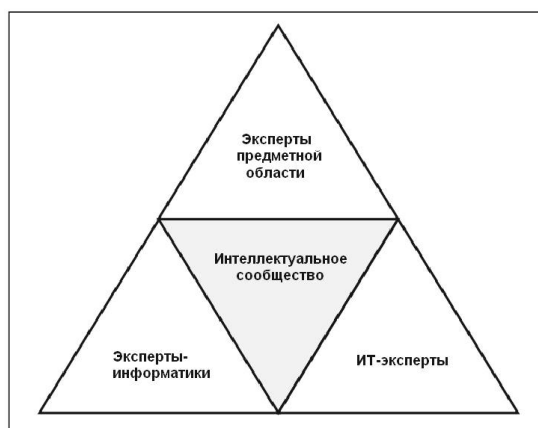 Эксперты
предметной
области
Интеллектуальное
сообщество
Эксперты-
информатики
ИТ-эксперты